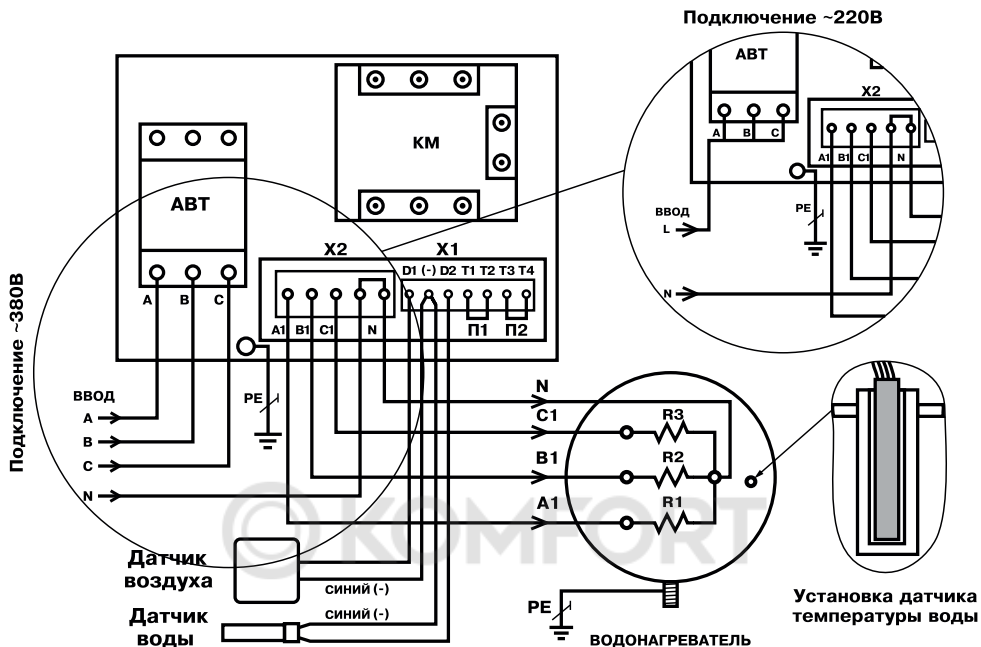 Подключение ~220В
АВТ
X2
A
B
C
A1
B1
C1
N
PE
ВВОД
L
N
КМ
АВТ
X2
X1
D1 (-) D2 T1 T2 T3 T4
A
B
C
A1
B1
C1
N
П1
П2
Подключение ~380В
ВВОД
A
B
C
N
PE
N
C1
B1
A1
R3
R2
R1
© KOMFORT
Датчик
воздуха
СИНИЙ (-)
Датчик
воды
СИНИЙ (-)
PE
ВОДОНАГРЕВАТЕЛЬ
Установка датчика
температуры воды